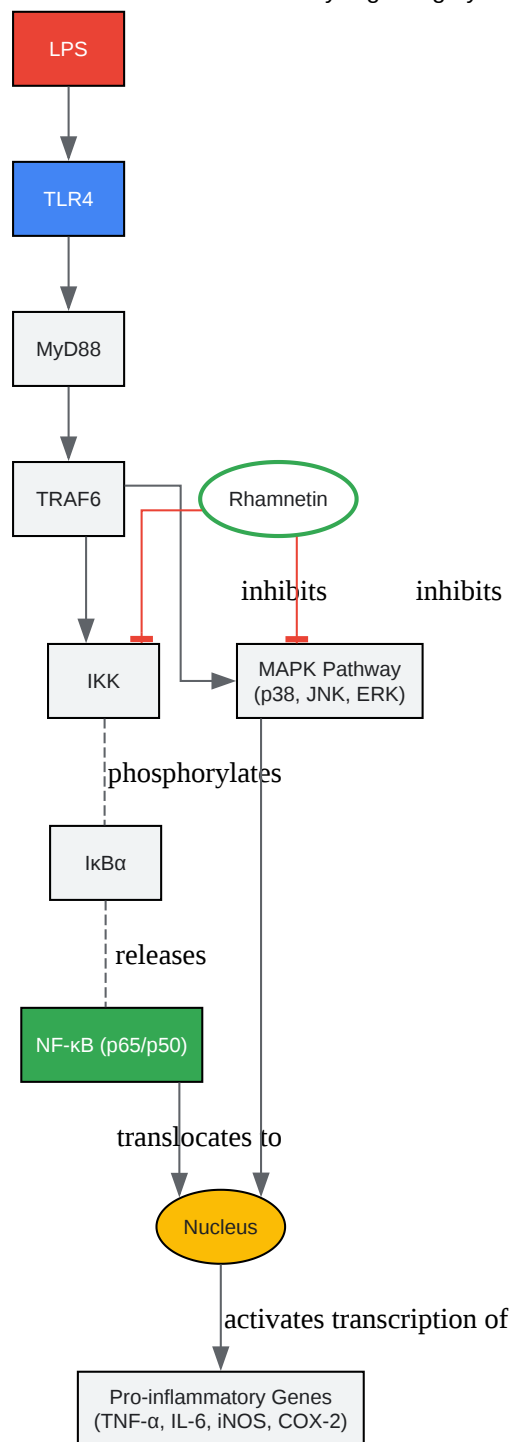 LPS
TLR4
MyD88
TRAF6
Rhamnetin
inhibits
inhibits
IKK
MAPK Pathway
(p38, JNK, ERK)
phosphorylates
IκBα
releases
NF-κB (p65/p50)
translocates to
Nucleus
activates transcription of
Pro-inflammatory Genes
(TNF-α, IL-6, iNOS, COX-2)